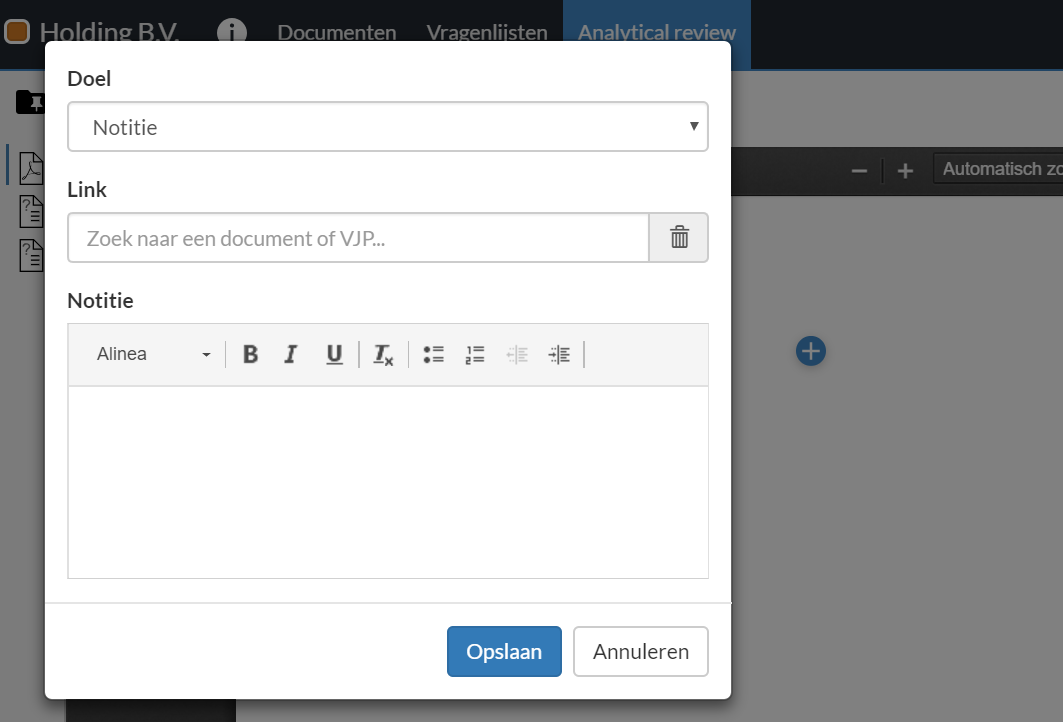 Holding B.V. Documenten Vragenlijsten Analytical review
Doel
Notitie
Automatisch zo
Link
Zoek naar een document of VJP...
Notitie
Alinea B I U Tx
Opslaan Annuleren